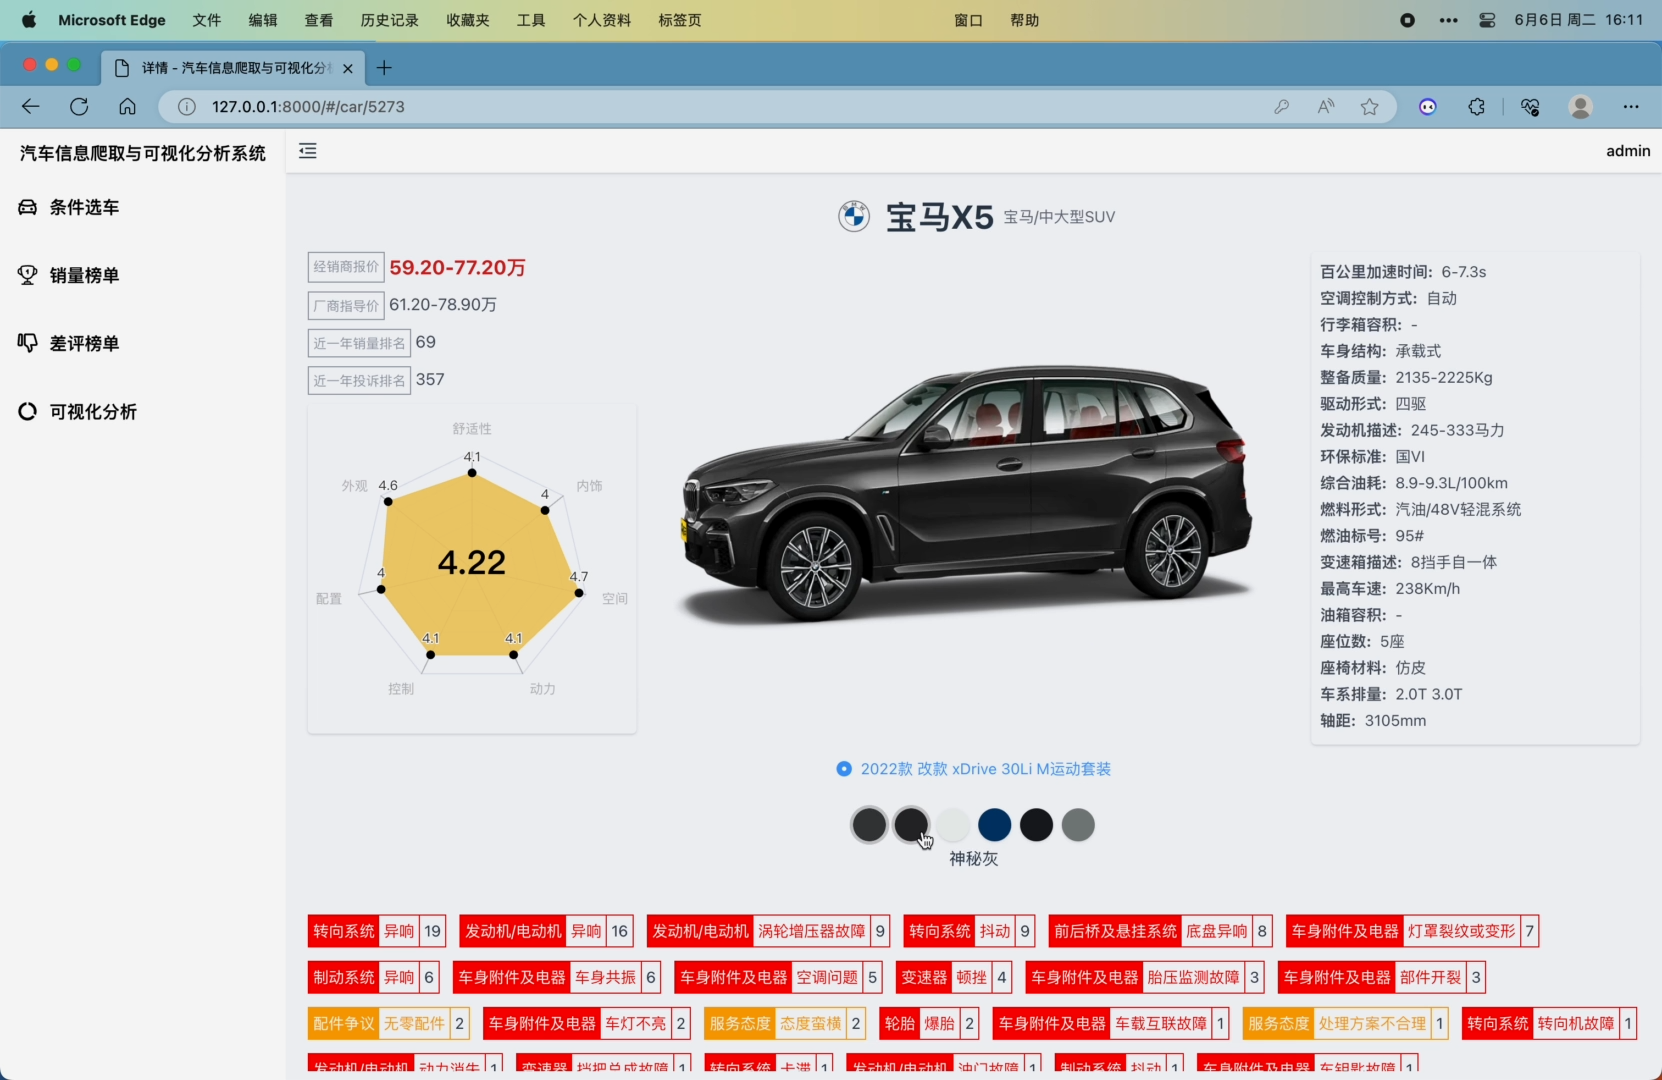 Microsoft Edge 文件 编辑 查看 历史记录 收藏夹 工具 个人资料 标签页 窗口 帮助 6月6日 周二 16:11
详情 - 汽车信息爬取与可视化分
127.0.0.1:8000/#/car/5273
汽车信息爬取与可视化分析系统
admin
条件选车
销量榜单
差评榜单
可视化分析
宝马X5 宝马/中大型SUV
经销商报价 59.20-77.20万
厂商指导价 61.20-78.90万
近一年销量排名 69
近一年投诉排名 357
舒适性
4.1
外观 4.6
4 内饰
4.22
4
配置
4.7
空间
4.1
4.1
控制
动力
百公里加速时间: 6-7.3s
空调控制方式: 自动
行李箱容积: -
车身结构: 承载式
整备质量: 2135-2225Kg
驱动形式: 四驱
发动机描述: 245-333马力
环保标准: 国VI
综合油耗: 8.9-9.3L/100km
燃料形式: 汽油/48V轻混系统
燃油标号: 95#
变速箱描述: 8挡手自一体
最高车速: 238Km/h
油箱容积: -
座位数: 5座
座椅材料: 仿皮
车系排量: 2.0T 3.0T
轴距: 3105mm
2022款 改款 xDrive 30Li M运动套装
神秘灰
转向系统 异响 19 发动机/电动机 异响 16 发动机/电动机 涡轮增压器故障 9 转向系统 抖动 9 前后桥及悬挂系统 底盘异响 8 车身附件及电器 灯罩裂纹或变形 7
制动系统 异响 6 车身附件及电器 车身共振 6 车身附件及电器 空调问题 5 变速器 顿挫 4 车身附件及电器 胎压监测故障 3 车身附件及电器 部件开裂 3
配件争议 无零配件 2 车身附件及电器 车灯不亮 2 服务态度 态度蛮横 2 轮胎 爆胎 2 车身附件及电器 车载互联故障 1 服务态度 处理方案不合理 1 转向系统 转向机故障 1
发动机/电动机 动力消失 1 变速器 挡把总成故障 1 转向系统 卡滞 1 发动机/电动机 油门故障 1 制动系统 抖动 1 车身附件及电器 车钥匙故障 1